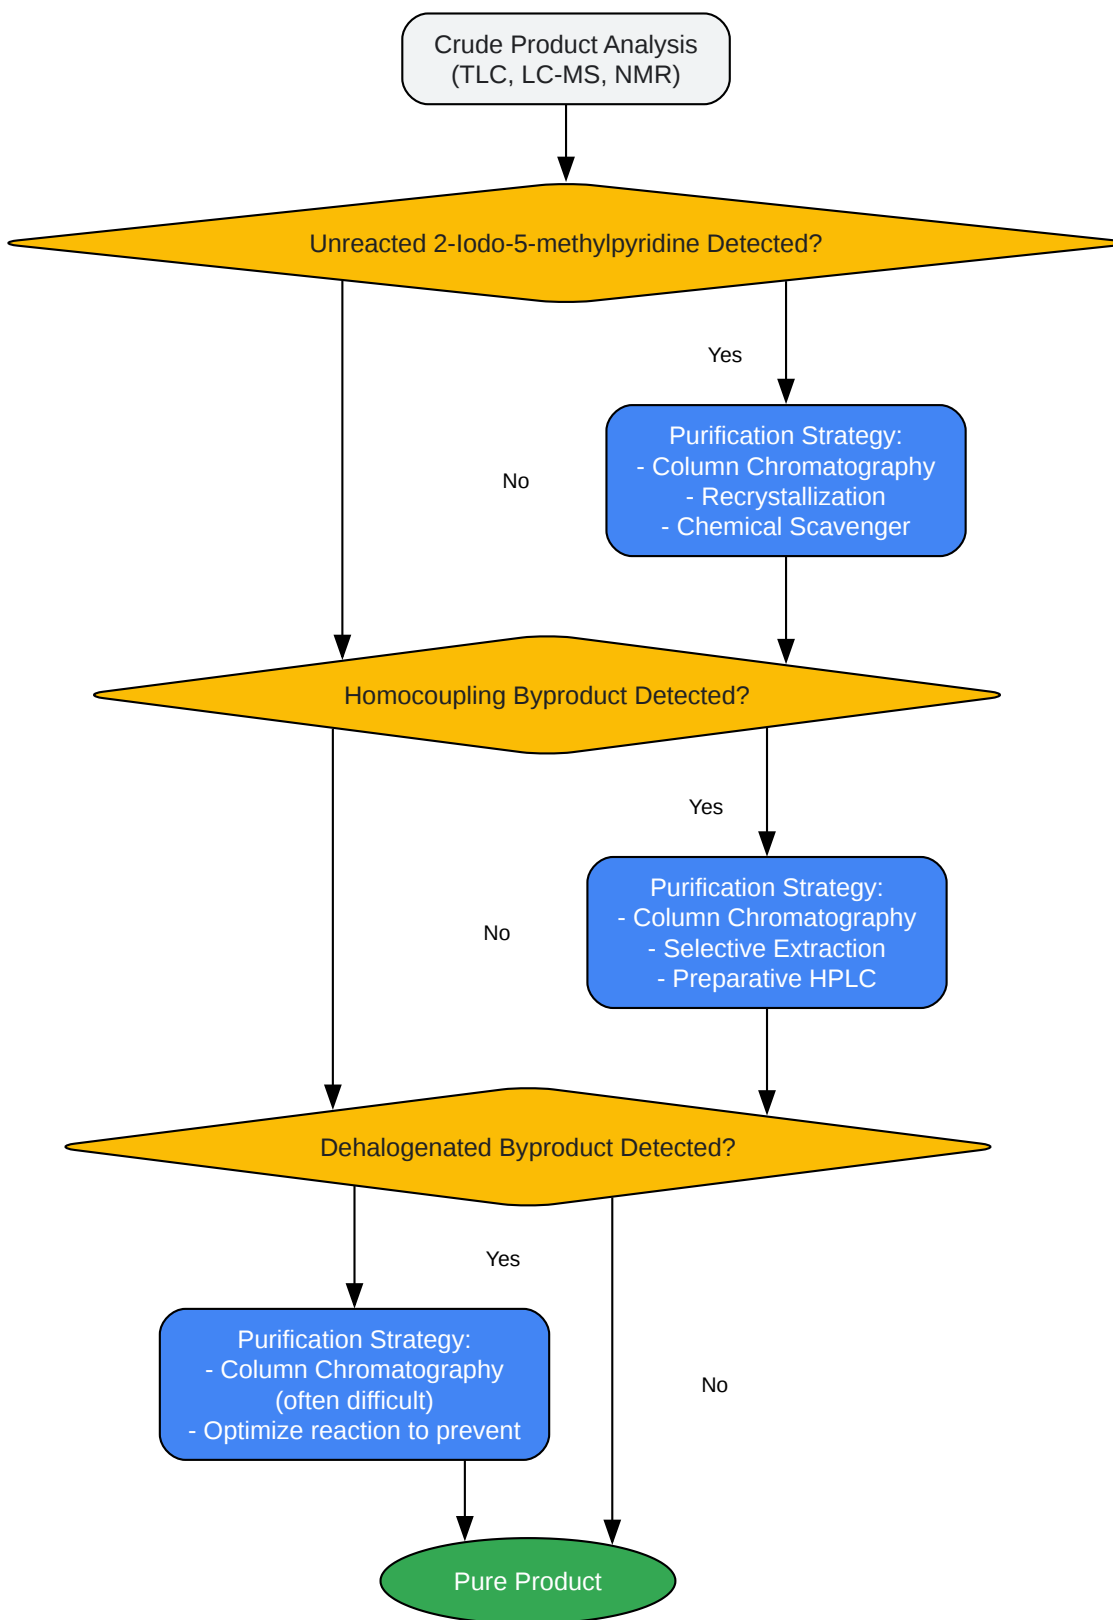 Crude Product Analysis
(TLC, LC-MS, NMR)
Unreacted 2-Iodo-5-methylpyridine Detected?
Yes
Purification Strategy:
- Column Chromatography
- Recrystallization
- Chemical Scavenger
No
Homocoupling Byproduct Detected?
Yes
Purification Strategy:
- Column Chromatography
- Selective Extraction
- Preparative HPLC
No
Dehalogenated Byproduct Detected?
Yes
Purification Strategy:
- Column Chromatography
(often difficult)
- Optimize reaction to prevent
No
Pure Product